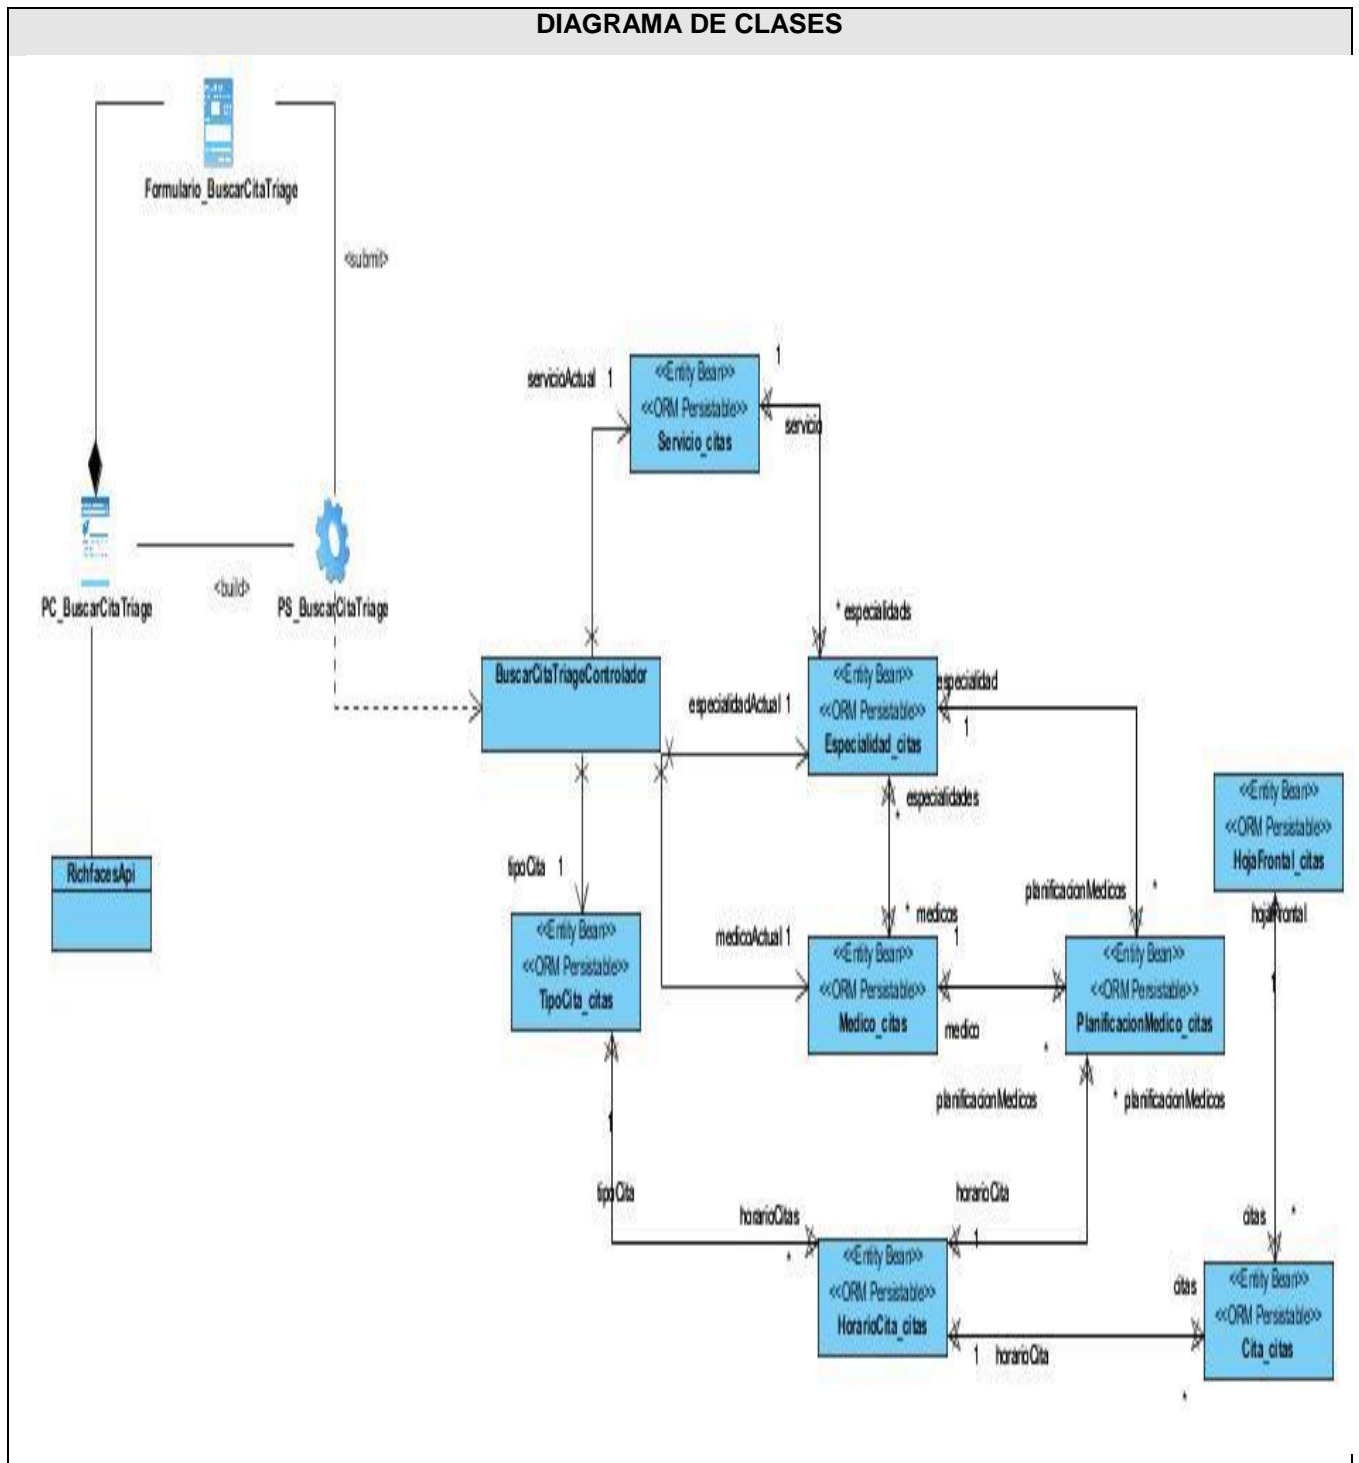 DIAGRAMA DE CLASES
Formulario_BuscarCitaTriage
<submit>
servicioActual 1
<<Entity Bean>>
<<ORM Persistable>>
Servicio_citas
1
servicio
PC_BuscarCitaTriage
<build>
PS_BuscarCitaTriage
* especialidads
BuscarCitaTriageControlador
especialidadActual 1
<<Entity Bean>>
<<ORM Persistable>>
Especialidad_citas
especialidad
1
* especialidades
<<Entity Bean>>
<<ORM Persistable>>
HojaFrontal_citas
hojaFrontal
1
RichfacesApi
tipoCita 1
<<Entity Bean>>
<<ORM Persistable>>
TipoCita_citas
1
tipoCita
medicoActual 1
* medicos
<<Entity Bean>>
<<ORM Persistable>>
Medico_citas
1
medico
planificacionMedicos *
<<Entity Bean>>
<<ORM Persistable>>
PlanificacionMedico_citas
*
planificacionMedicos
* planificacionMedicos
horarioCitas
*
horarioCita
1
<<Entity Bean>>
<<ORM Persistable>>
HorarioCita_citas
1 horarioCita
citas *
citas
<<Entity Bean>>
<<ORM Persistable>>
Cita_citas
*